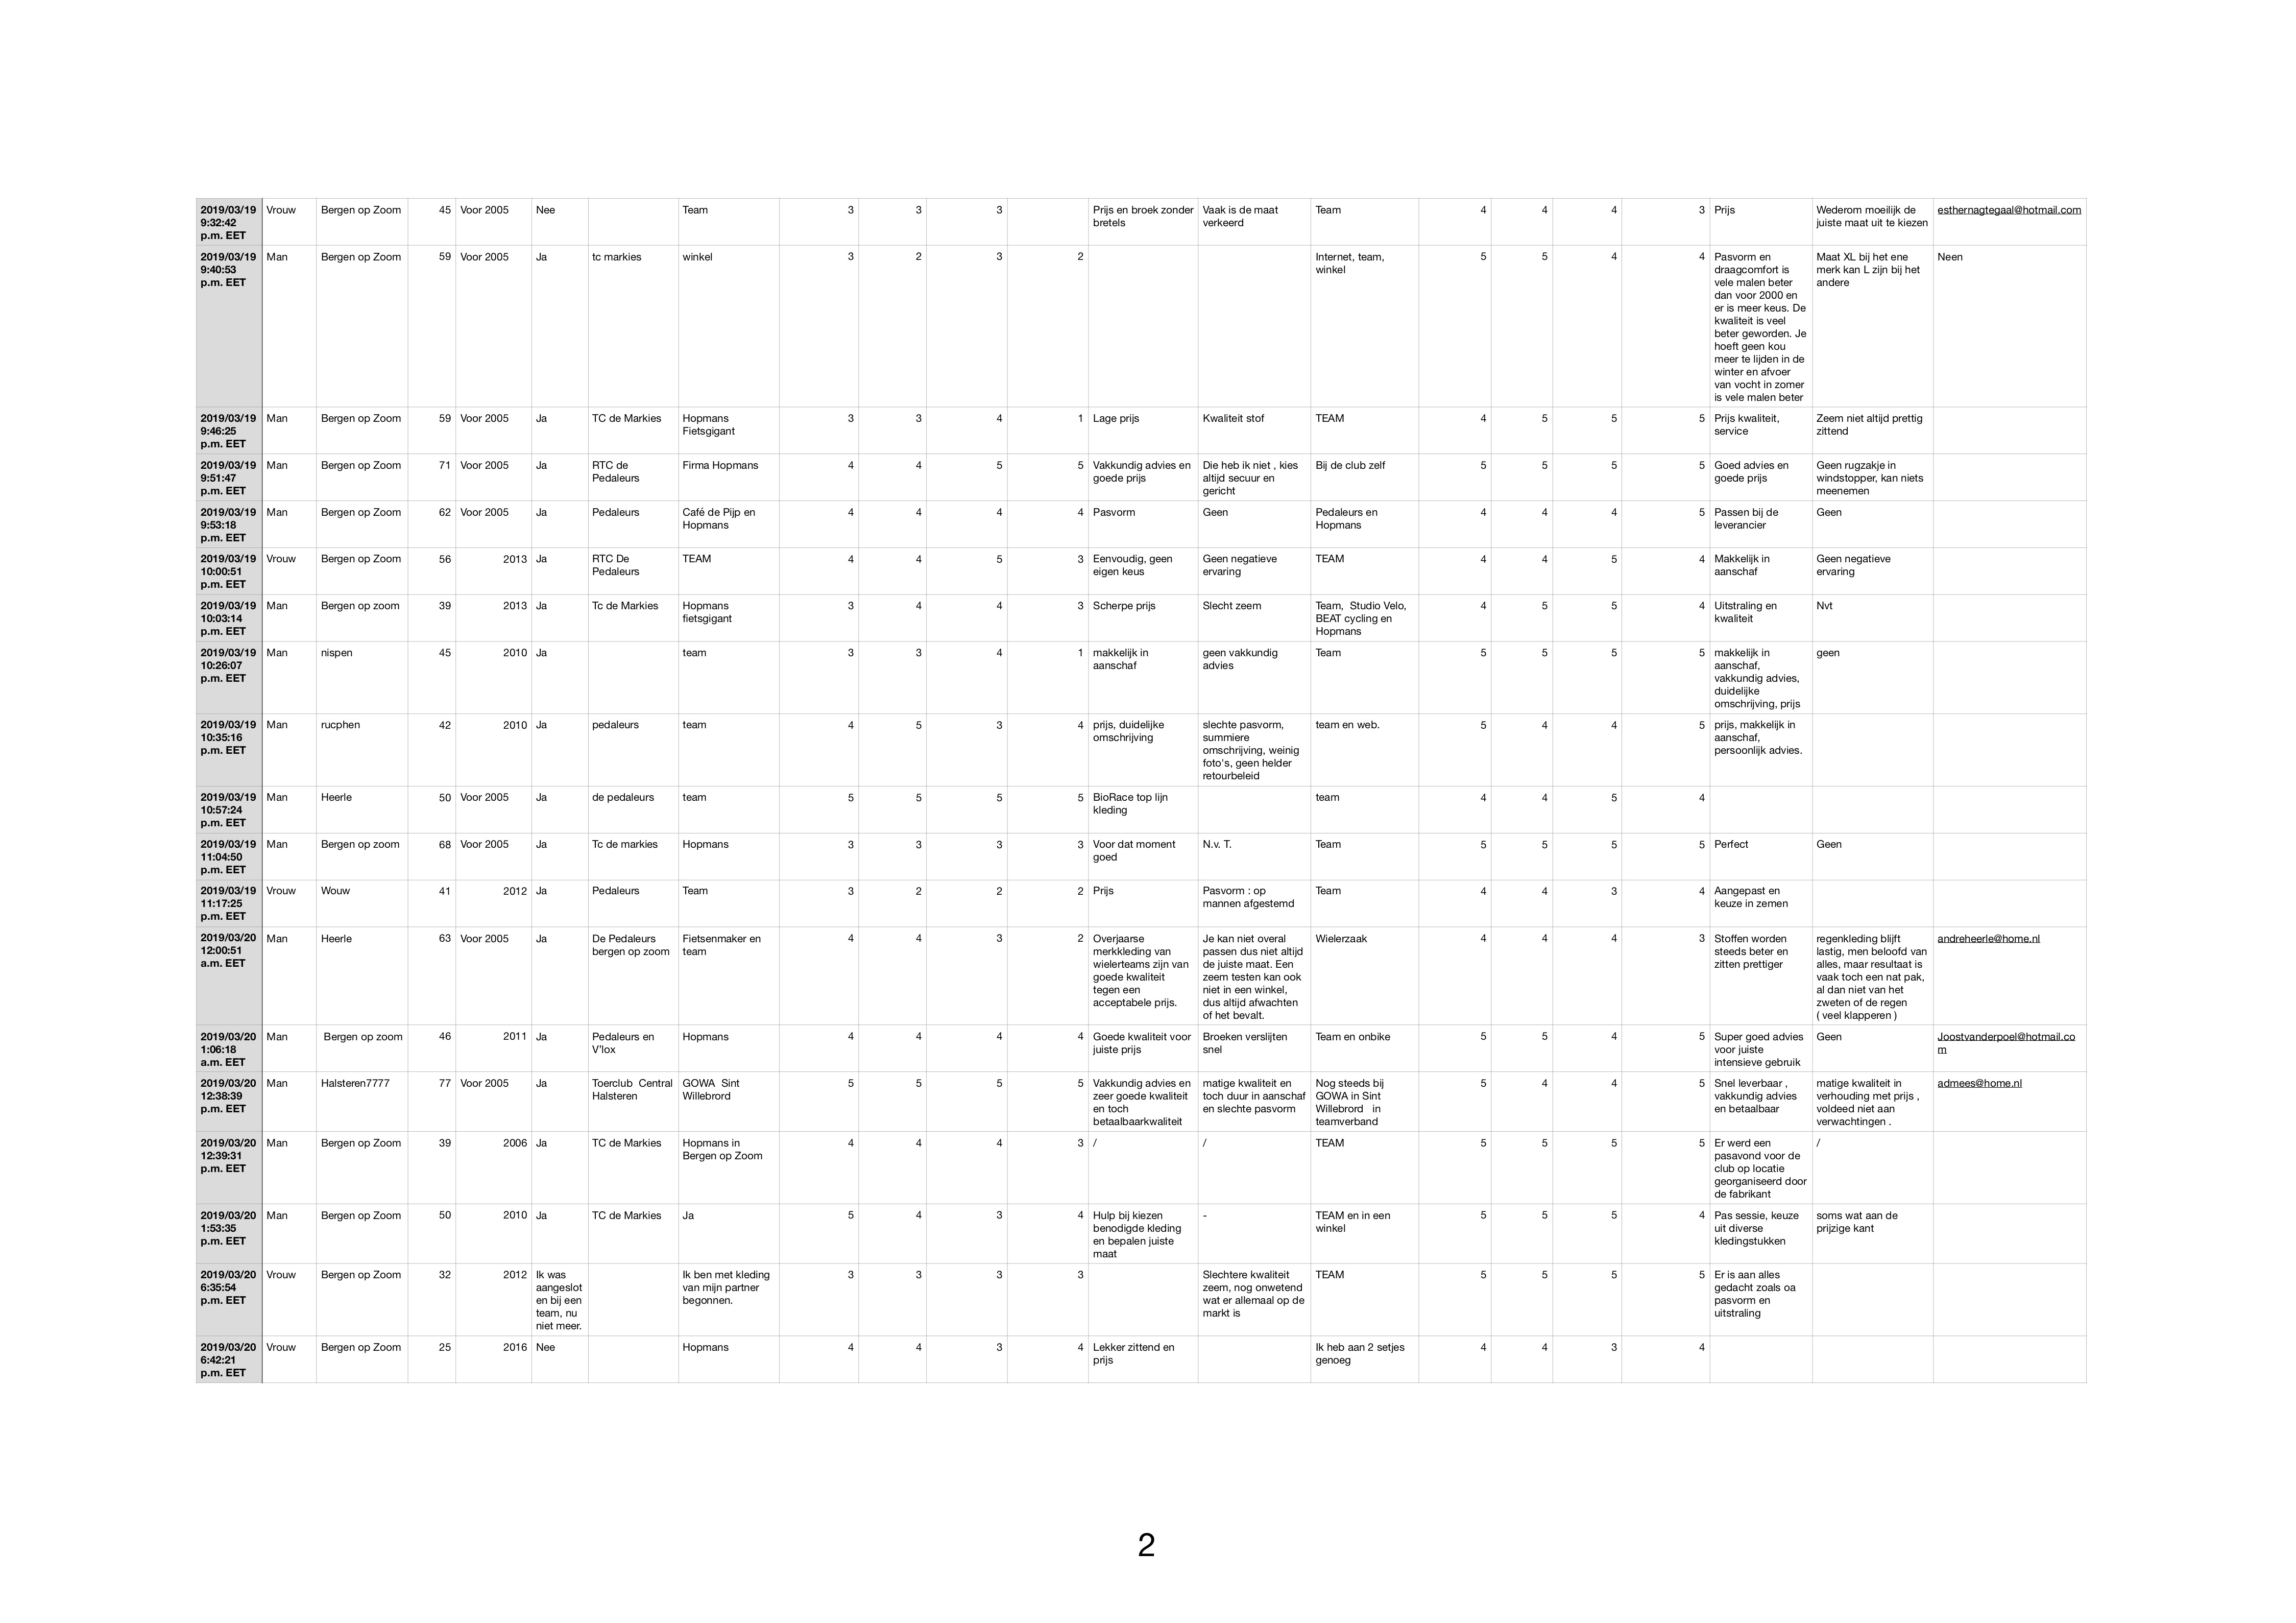 2019/03/19 9:32:42 p.m. EET Vrouw Bergen op Zoom 45 Voor 2005 Nee Team 3 3 3 Prijs en broek zonder bretels Vaak is de maat verkeerd Team 4 4 4 3 Prijs Wederom moeilijk de juiste maat uit te kiezen esthernagtegaal@hotmail.com
2019/03/19 9:40:53 p.m. EET Man Bergen op Zoom 59 Voor 2005 Ja tc markies winkel 3 2 3 2 Internet, team, winkel 5 5 4 4 Pasvorm en draagcomfort is vele malen beter dan voor 2000 en er is meer keus. De kwaliteit is veel beter geworden. Je hoeft geen kou meer te lijden in de winter en afvoer van vocht in zomer is vele malen beter Maat XL bij het ene merk kan L zijn bij het andere Neen
2019/03/19 9:46:25 p.m. EET Man Bergen op Zoom 59 Voor 2005 Ja TC de Markies Hopmans Fietsgigant 3 3 4 1 Lage prijs Kwaliteit stof TEAM 4 5 5 5 Prijs kwaliteit, service Zeem niet altijd prettig zittend
2019/03/19 9:51:47 p.m. EET Man Bergen op Zoom 71 Voor 2005 Ja RTC de Pedaleurs Firma Hopmans 4 4 5 5 Vakkundig advies en goede prijs Die heb ik niet , kies altijd secuur en gericht Bij de club zelf 5 5 5 5 Goed advies en goede prijs Geen rugzakje in windstopper, kan niets meenemen
2019/03/19 9:53:18 p.m. EET Man Bergen op Zoom 62 Voor 2005 Ja Pedaleurs Café de Pijp en Hopmans 4 4 4 4 Pasvorm Geen Pedaleurs en Hopmans 4 4 4 5 Passen bij de leverancier Geen
2019/03/19 10:00:51 p.m. EET Vrouw Bergen op Zoom 56 2013 Ja RTC De Pedaleurs TEAM 4 4 5 3 Eenvoudig, geen eigen keus Geen negatieve ervaring TEAM 4 4 5 4 Makkelijk in aanschaf Geen negatieve ervaring
2019/03/19 10:03:14 p.m. EET Man Bergen op zoom 39 2013 Ja Tc de Markies Hopmans fietsgigant 3 4 4 3 Scherpe prijs Slecht zeem Team, Studio Velo, BEAT cycling en Hopmans 4 5 5 4 Uitstraling en kwaliteit Nvt
2019/03/19 10:26:07 p.m. EET Man nispen 45 2010 Ja team 3 3 4 1 makkelijk in aanschaf geen vakkundig advies Team 5 5 5 5 makkelijk in aanschaf, vakkundig advies, duidelijke omschrijving, prijs geen
2019/03/19 10:35:16 p.m. EET Man rucphen 42 2010 Ja pedaleurs team 4 5 3 4 prijs, duidelijke omschrijving slechte pasvorm, summiere omschrijving, weinig foto's, geen helder retourbeleid team en web. 5 4 4 5 prijs, makkelijk in aanschaf, persoonlijk advies.
2019/03/19 10:57:24 p.m. EET Man Heerle 50 Voor 2005 Ja de pedaleurs team 5 5 5 5 BioRace top lijn kleding team 4 4 5 4
2019/03/19 11:04:50 p.m. EET Man Bergen op zoom 68 Voor 2005 Ja Tc de markies Hopmans 3 3 3 3 Voor dat moment goed N.v. T. Team 5 5 5 5 Perfect Geen
2019/03/19 11:17:25 p.m. EET Vrouw Wouw 41 2012 Ja Pedaleurs Team 3 2 2 2 Prijs Pasvorm : op mannen afgestemd Team 4 4 3 4 Aangepast en keuze in zemen
2019/03/20 12:00:51 a.m. EET Man Heerle 63 Voor 2005 Ja De Pedaleurs bergen op zoom Fietsenmaker en team 4 4 3 2 Overjaarse merkkleding van wielerteams zijn van goede kwaliteit tegen een acceptabele prijs. Je kan niet overal passen dus niet altijd de juiste maat. Een zeem testen kan ook niet in een winkel, dus altijd afwachten of het bevalt. Wielerzaak 4 4 4 3 Stoffen worden steeds beter en zitten prettiger regenkleding blijft lastig, men beloofd van alles, maar resultaat is vaak toch een nat pak, al dan niet van het zweten of de regen ( veel klapperen ) andreheerle@home.nl
2019/03/20 1:06:18 a.m. EET Man Bergen op zoom 46 2011 Ja Pedaleurs en V'lox Hopmans 4 4 4 4 Goede kwaliteit voor juiste prijs Broeken verslijten snel Team en onbike 5 5 4 5 Super goed advies voor juiste intensieve gebruik Geen Joostvanderpoel@hotmail.com
2019/03/20 12:38:39 p.m. EET Man Halsteren7777 77 Voor 2005 Ja Toerclub Central Halsteren GOWA Sint Willebrord 5 5 5 5 Vakkundig advies en zeer goede kwaliteit en toch betaalbaarkwaliteit matige kwaliteit en toch duur in aanschaf en slechte pasvorm Nog steeds bij GOWA in Sint Willebrord in teamverband 5 4 4 5 Snel leverbaar , vakkundig advies en betaalbaar matige kwaliteit in verhouding met prijs , voldeed niet aan verwachtingen . admees@home.nl
2019/03/20 12:39:31 p.m. EET Man Bergen op Zoom 39 2006 Ja TC de Markies Hopmans in Bergen op Zoom 4 4 4 3 / / TEAM 5 5 5 5 Er werd een pasavond voor de club op locatie georganiseerd door de fabrikant /
2019/03/20 1:53:35 p.m. EET Man Bergen op Zoom 50 2010 Ja TC de Markies Ja 5 4 3 4 Hulp bij kiezen benodigde kleding en bepalen juiste maat - TEAM en in een winkel 5 5 5 4 Pas sessie, keuze uit diverse kledingstukken soms wat aan de prijzige kant
2019/03/20 6:35:54 p.m. EET Vrouw Bergen op Zoom 32 2012 Ik was aangesloten bij een team, nu niet meer. Ik ben met kleding van mijn partner begonnen. 3 3 3 3 Slechtere kwaliteit zeem, nog onwetend wat er allemaal op de markt is TEAM 5 5 5 5 Er is aan alles gedacht zoals oa pasvorm en uitstraling
2019/03/20 6:42:21 p.m. EET Vrouw Bergen op Zoom 25 2016 Nee Hopmans 4 4 3 4 Lekker zittend en prijs Ik heb aan 2 setjes genoeg 4 4 3 4
2